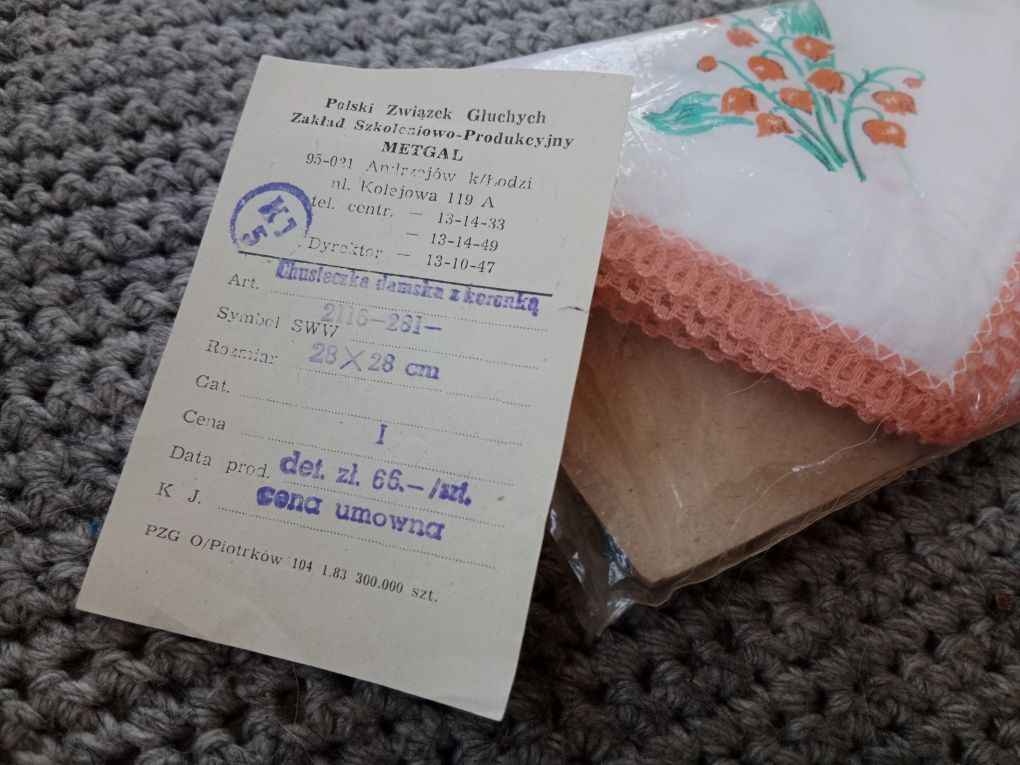 Polski Związek Głuchych
Zakład Szkoleniowo-Produkcyjny
METGAL
95-021 Andrzejów k/Łodzi
ul. Kolejowa 119 A
tel. centr. — 13-14-33
— 13-14-49
Dyrektor — 13-10-47
KJ
5
Art. Chusteczka damska z koronką
Symbol SWW 2116-281-
Rozmiar 28 X 28 cm
Gat.
Cena I
Data prod. det. zł. 66.- /szt.
K J. cena umowna
PZG O/Piotrków 104 1.83 300.000 szt.